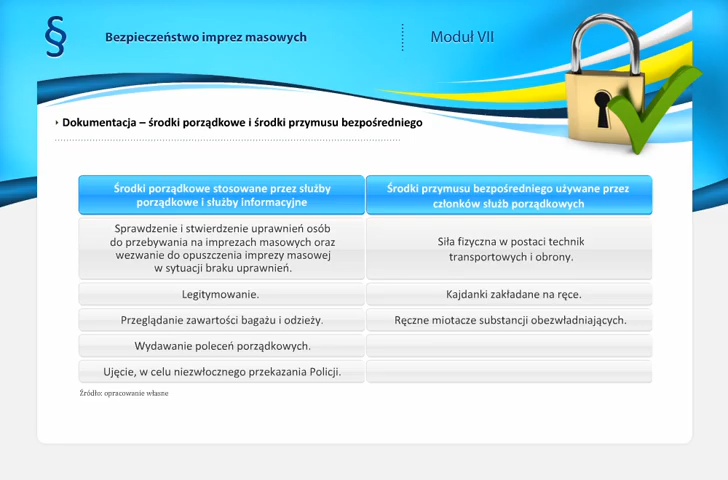 §
Bezpieczeństwo imprez masowych
Moduł VII
Dokumentacja – środki porządkowe i środki przymusu bezpośredniego
Środki porządkowe stosowane przez służby
porządkowe i służby informacyjne
Środki przymusu bezpośredniego używane przez
członków służb porządkowych
Sprawdzenie i stwierdzenie uprawnień osób
do przebywania na imprezach masowych oraz
wezwanie do opuszczenia imprezy masowej
w sytuacji braku uprawnień.
Siła fizyczna w postaci technik
transportowych i obrony.
Legitymowanie.
Kajdanki zakładane na ręce.
Przeglądanie zawartości bagażu i odzieży.
Ręczne miotacze substancji obezwładniających.
Wydawanie poleceń porządkowych.
Ujęcie, w celu niezwłocznego przekazania Policji.
Źródło: opracowanie własne